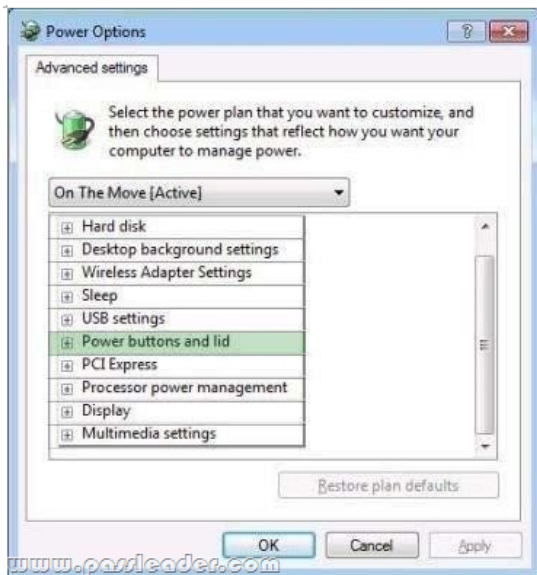 Power Options
Advanced settings
Select the power plan that you want to customize, and
then choose settings that reflect how you want your
computer to manage power.
On The Move [Active]
Hard disk
Desktop background settings
Wireless Adapter Settings
Sleep
USB settings
Power buttons and lid
PCI Express
Processor power management
Display
Multimedia settings
Restore plan defaults
OK Cancel Apply
www.passleader.com